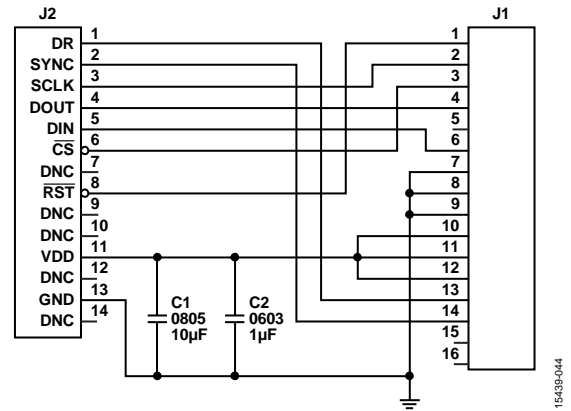 J2
J1
DR 1
SYNC 2
SCLK 3
DOUT 4
DIN 5
CS 6
DNC 7
RST 8
DNC 9
DNC 10
VDD 11
DNC 12
GND 13
DNC 14
1
2
3
4
5
6
7
8
9
10
11
12
13
14
15
16
C1
0805
10µF
C2
0603
1µF
15439-044